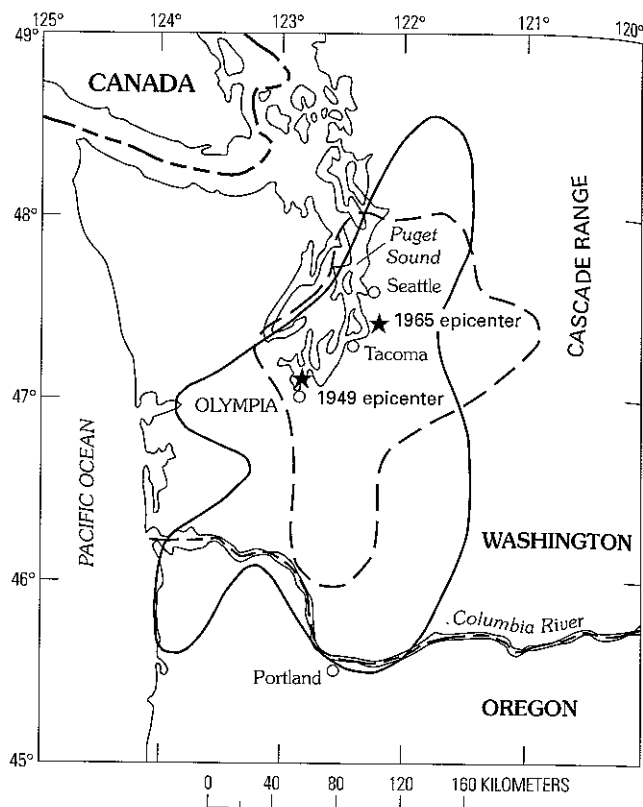 125° 124° 123° 122° 121° 120°
49°
CANADA
48°
Puget
Sound
Seattle
CASCADE RANGE
1965 epicenter
Tacoma
47°
OLYMPIA
1949 epicenter
PACIFIC OCEAN
WASHINGTON
46°
Columbia River
Portland
OREGON
45°
0 40 80 120 160 KILOMETERS